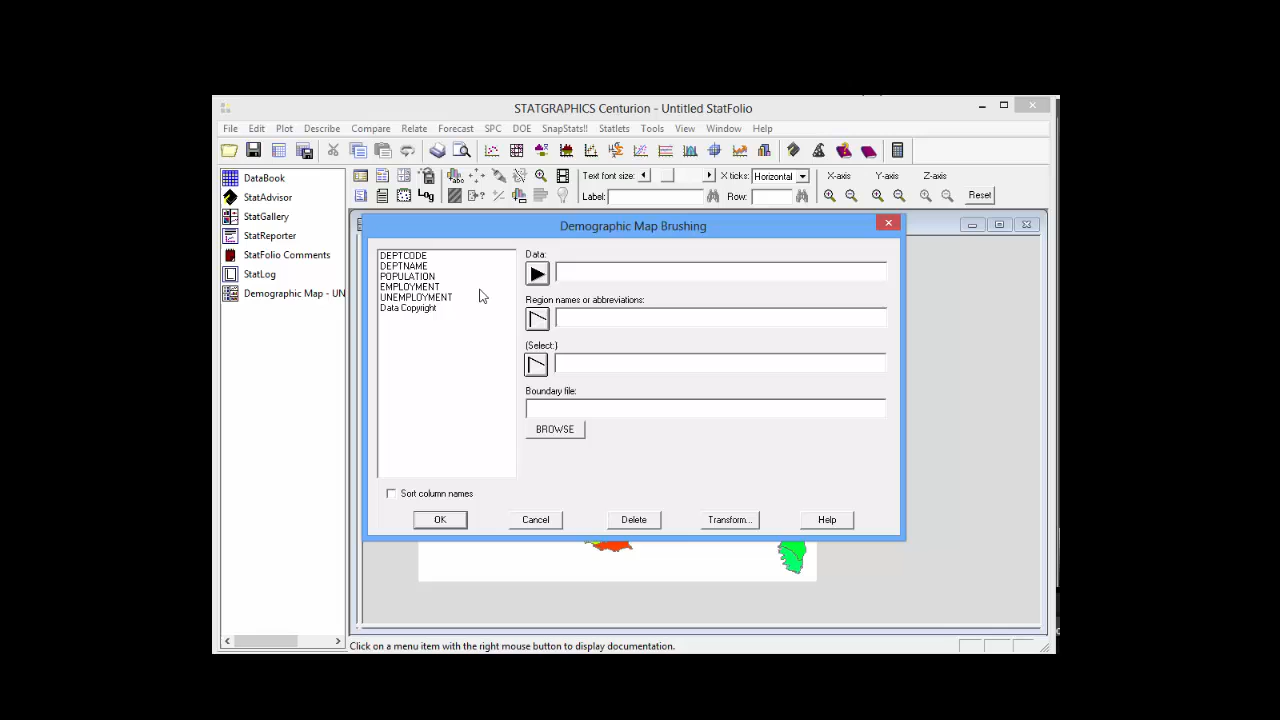 STATGRAPHICS Centurion - Untitled StatFolio
File Edit Plot Describe Compare Relate Forecast SPC DOE SnapStats!! Statlets Tools View Window Help
Text font size: X ticks: Horizontal X-axis Y-axis Z-axis
Log Label: Row: Reset
DataBook
StatAdvisor
StatGallery
StatReporter
StatFolio Comments
StatLog
Demographic Map - UN
Demographic Map Brushing
DEPTCODE
DEPTNAME
POPULATION
EMPLOYMENT
UNEMPLOYMENT
Data Copyright
Data:
Region names or abbreviations:
(Select:)
Boundary file:
BROWSE
Sort column names
OK Cancel Delete Transform... Help
Click on a menu item with the right mouse button to display documentation.